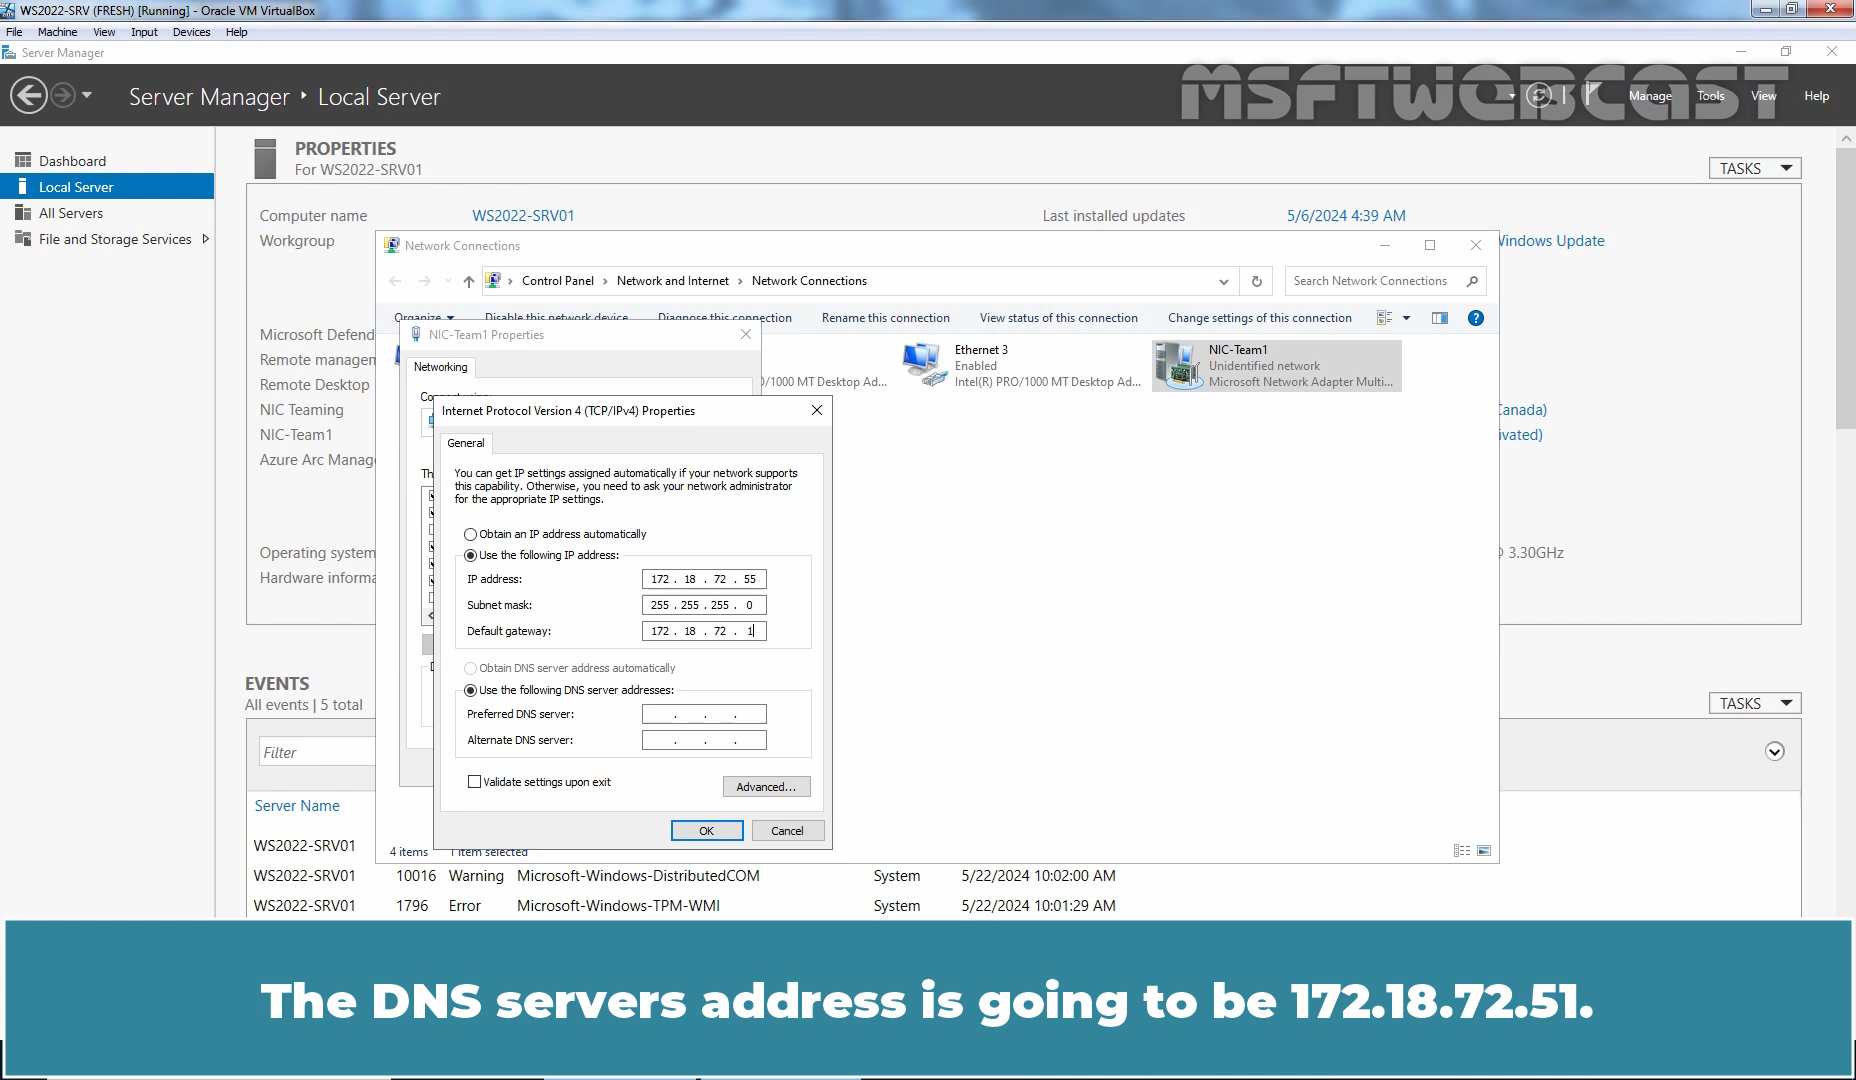 WS2022-SRV (FRESH) [Running] - Oracle VM VirtualBox
File Machine View Input Devices Help
Server Manager
Server Manager ‣ Local Server
MSFTWEBCAST
Manage Tools View Help
Dashboard
Local Server
All Servers
File and Storage Services
PROPERTIES
For WS2022-SRV01
TASKS
Computer name WS2022-SRV01 Last installed updates 5/6/2024 4:39 AM
Workgroup Windows Update
Network Connections
Control Panel › Network and Internet › Network Connections
Search Network Connections
Organize Disable this network device Diagnose this connection Rename this connection View status of this connection Change settings of this connection
Microsoft Defend
Remote managem
Remote Desktop
NIC Teaming
NIC-Team1
Azure Arc Manag
Operating system
Hardware informa
Canada)
ivated)
3.30GHz
O/1000 MT Desktop Ad...
Ethernet 3
Enabled
Intel(R) PRO/1000 MT Desktop Ad...
NIC-Team1
Unidentified network
Microsoft Network Adapter Multi...
NIC-Team1 Properties
Networking
Th
Internet Protocol Version 4 (TCP/IPv4) Properties
General
You can get IP settings assigned automatically if your network supports
this capability. Otherwise, you need to ask your network administrator
for the appropriate IP settings.
Obtain an IP address automatically
Use the following IP address:
IP address: 172 . 18 . 72 . 55
Subnet mask: 255 . 255 . 255 . 0
Default gateway: 172 . 18 . 72 . 1
Obtain DNS server address automatically
Use the following DNS server addresses:
Preferred DNS server: . . .
Alternate DNS server: . . .
Validate settings upon exit
Advanced...
OK Cancel
4 items 1 item selected
EVENTS
All events | 5 total
TASKS
Filter
Server Name
WS2022-SRV01
WS2022-SRV01 10016 Warning Microsoft-Windows-DistributedCOM System 5/22/2024 10:02:00 AM
WS2022-SRV01 1796 Error Microsoft-Windows-TPM-WMI System 5/22/2024 10:01:29 AM
The DNS servers address is going to be 172.18.72.51.